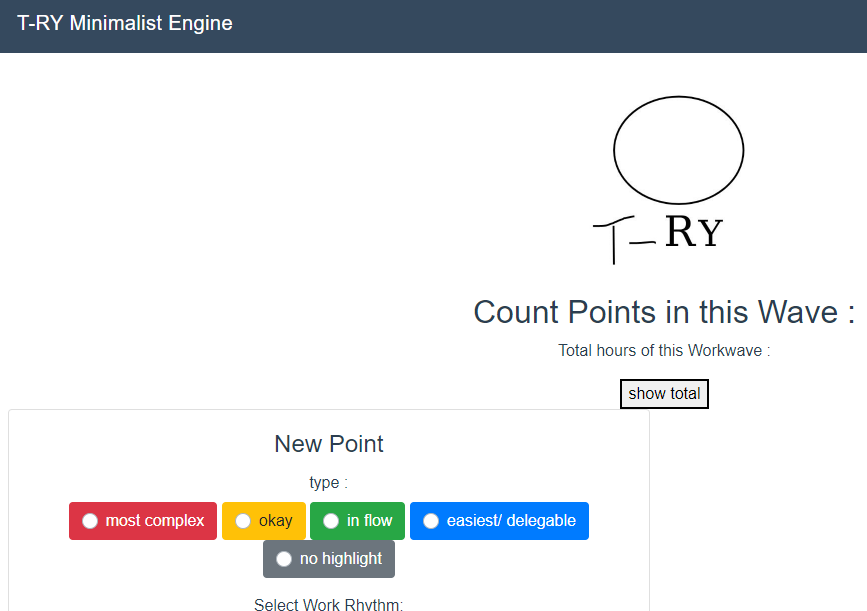 T-RY Minimalist Engine
T-RY
Count Points in this Wave :
Total hours of this Workwave :
show total
New Point
type :
most complex okay in flow easiest/ delegable
no highlight
Select Work Rhythm: